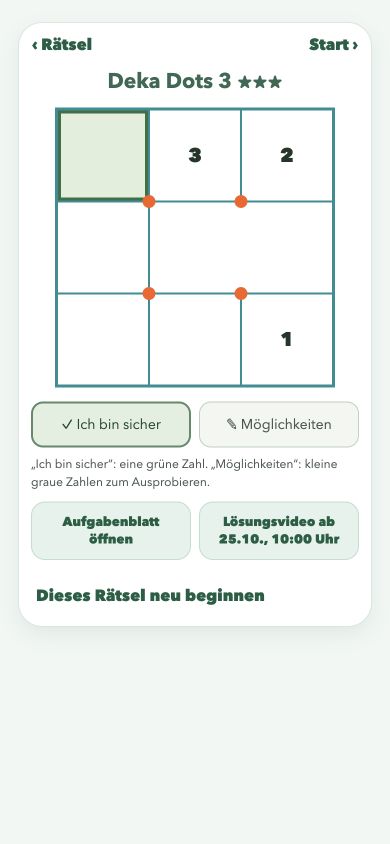 ‹ Rätsel
Start ›
Deka Dots 3 ★★★
3 2
1
✓ Ich bin sicher
✎ Möglichkeiten
„Ich bin sicher“: eine grüne Zahl. „Möglichkeiten“: kleine
graue Zahlen zum Ausprobieren.
Aufgabenblatt
öffnen
Lösungsvideo ab
25.10., 10:00 Uhr
Dieses Rätsel neu beginnen